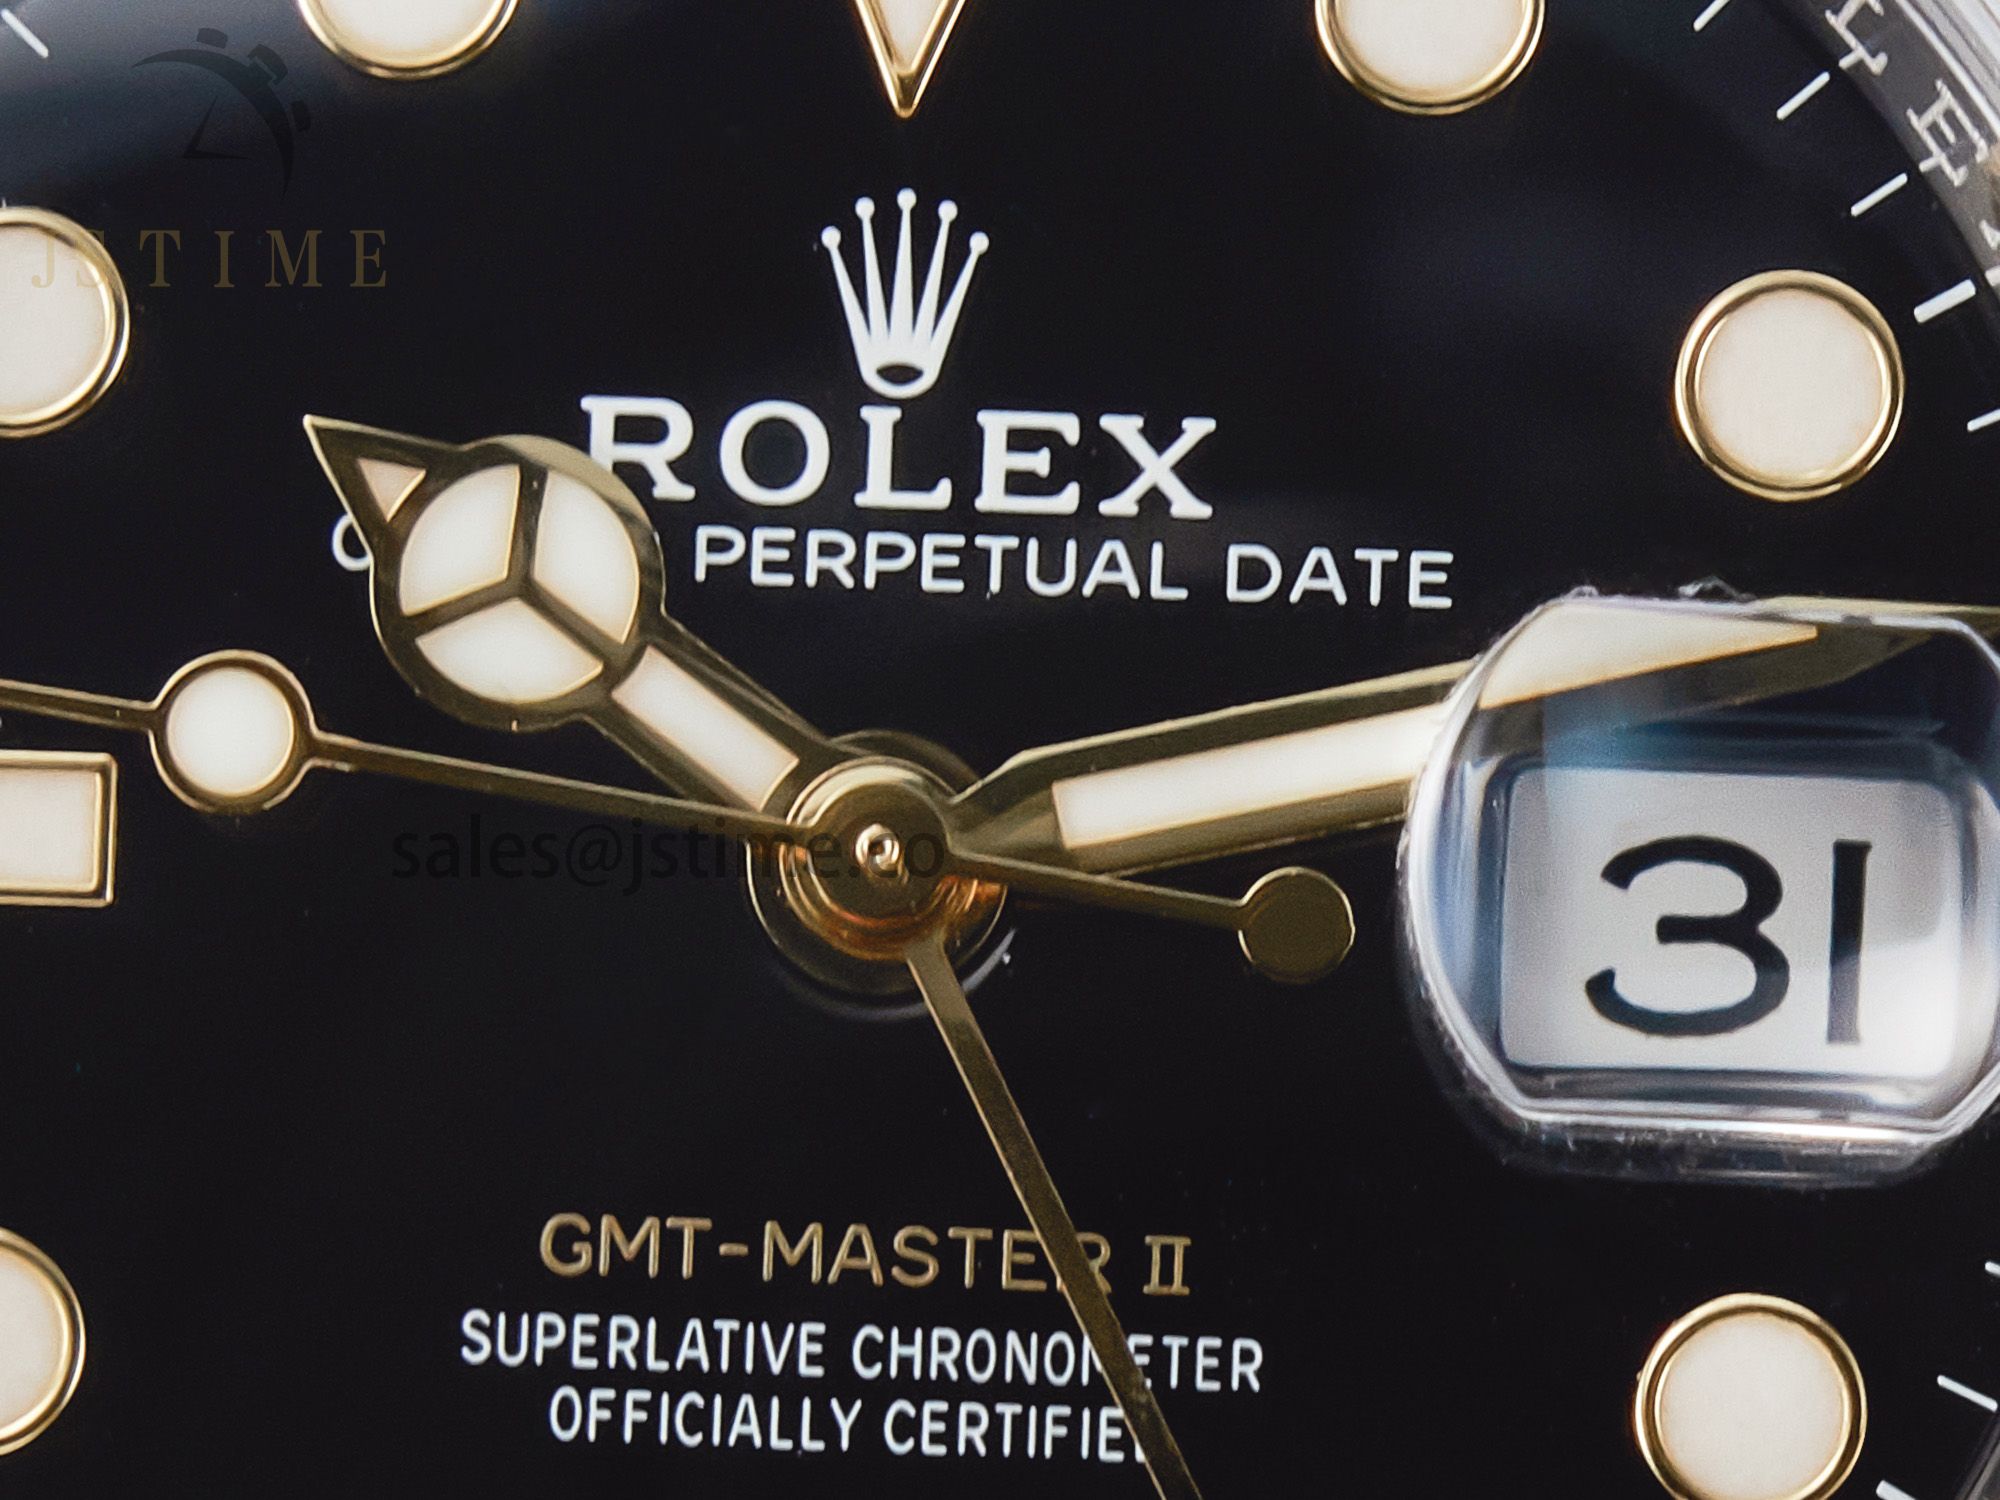 JSTIME
ROLEX
PERPETUAL DATE
31
sales@jstime.co
GMT-MASTER II
SUPERLATIVE CHRONOMETER
OFFICIALLY CERTIFIED